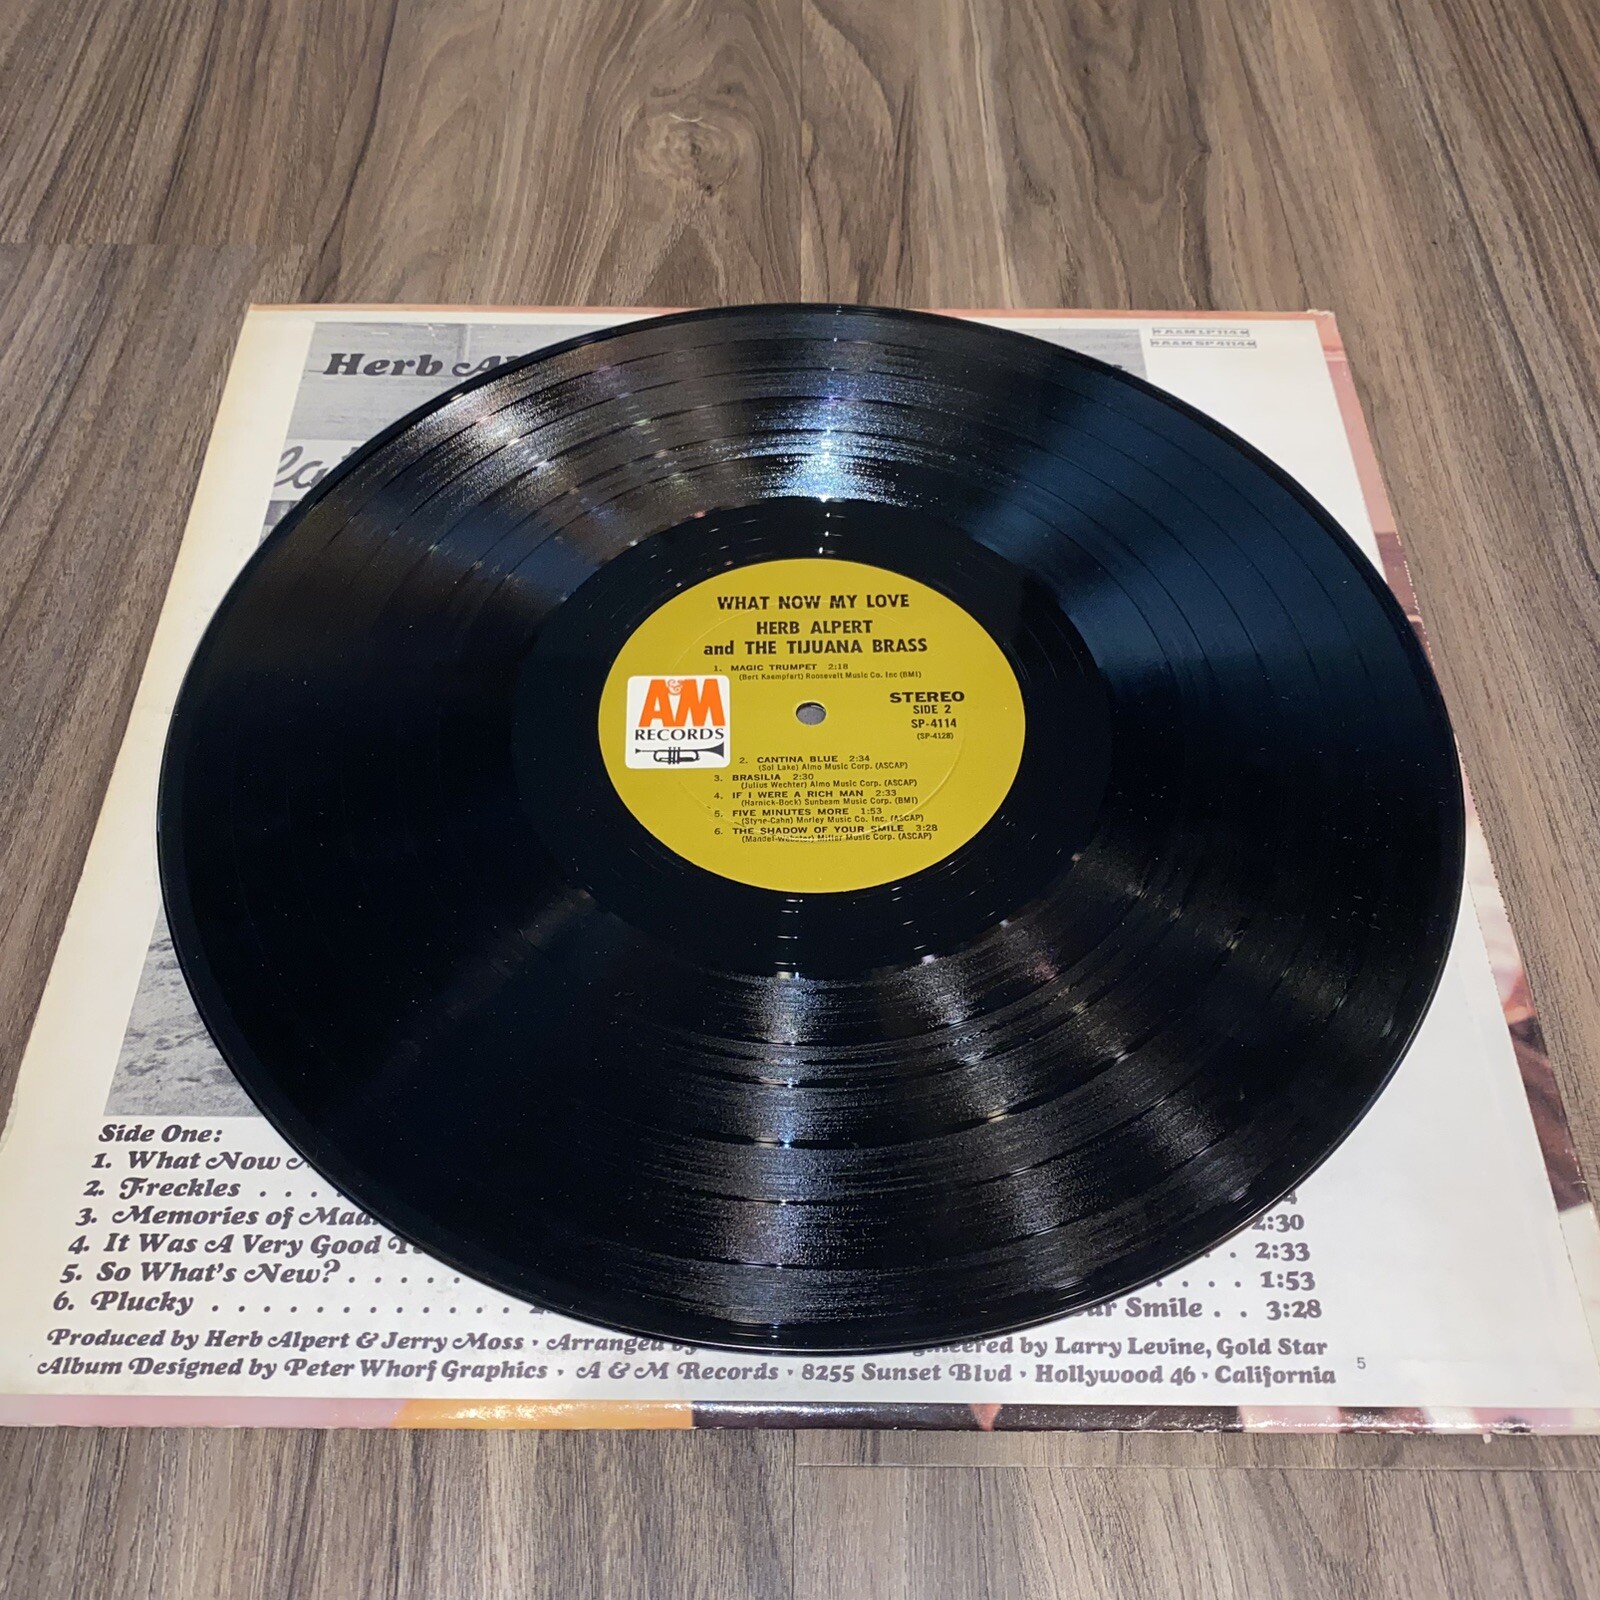 Herb
A&M LP 114
A&M SP 4114
WHAT NOW MY LOVE
HERB ALPERT
and THE TIJUANA BRASS
1. MAGIC TRUMPET 2:18
(Bert Kaempfert) Roosevelt Music Co. Inc (BMI)
A&M
RECORDS
STEREO
SIDE 2
SP-4114
(SP-4128)
2. CANTINA BLUE 2:34
(Sol Lake) Almo Music Corp. (ASCAP)
3. BRASILIA 2:30
(Julius Wechter) Almo Music Corp. (ASCAP)
4. IF I WERE A RICH MAN 2:33
(Harnick-Bock) Sunbeam Music Corp. (BMI)
5. FIVE MINUTES MORE 1:53
(Styne-Cahn) Morley Music Co. Inc. (ASCAP)
6. THE SHADOW OF YOUR SMILE 3:28
(Mandel-Webster) Miller Music Corp. (ASCAP)
Side One:
1. What Now
2. Freckles . . . .
3. Memories of
4. It Was A Very Good
5. So What's New? . . . . . .
6. Plucky . . . . . . . . . . . . .
2:30
. . 2:33
. . . . 1:53
Smile . . 3:28
Produced by Herb Alpert & Jerry Moss · Arranged by Larry Levine, Gold Star
Album Designed by Peter Whorf Graphics · A & M Records · 8255 Sunset Blvd · Hollywood 46 · California
5